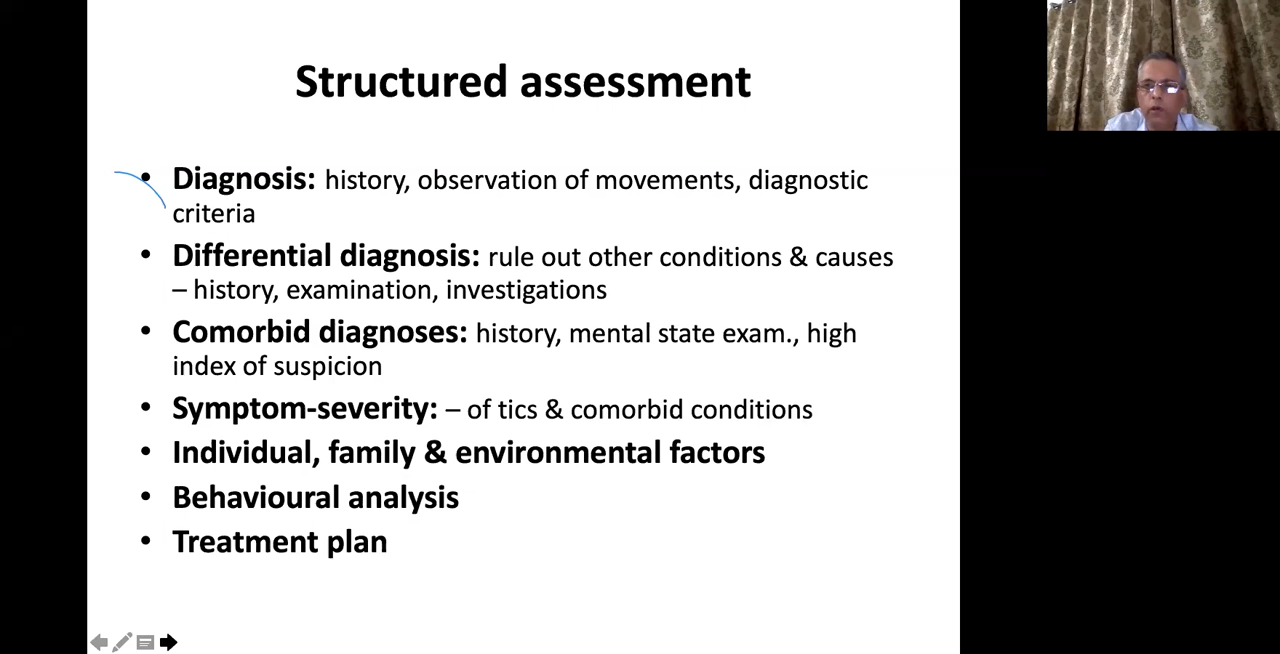 Structured assessment
• Diagnosis: history, observation of movements, diagnostic
criteria
• Differential diagnosis: rule out other conditions & causes
– history, examination, investigations
• Comorbid diagnoses: history, mental state exam., high
index of suspicion
• Symptom-severity: – of tics & comorbid conditions
• Individual, family & environmental factors
• Behavioural analysis
• Treatment plan